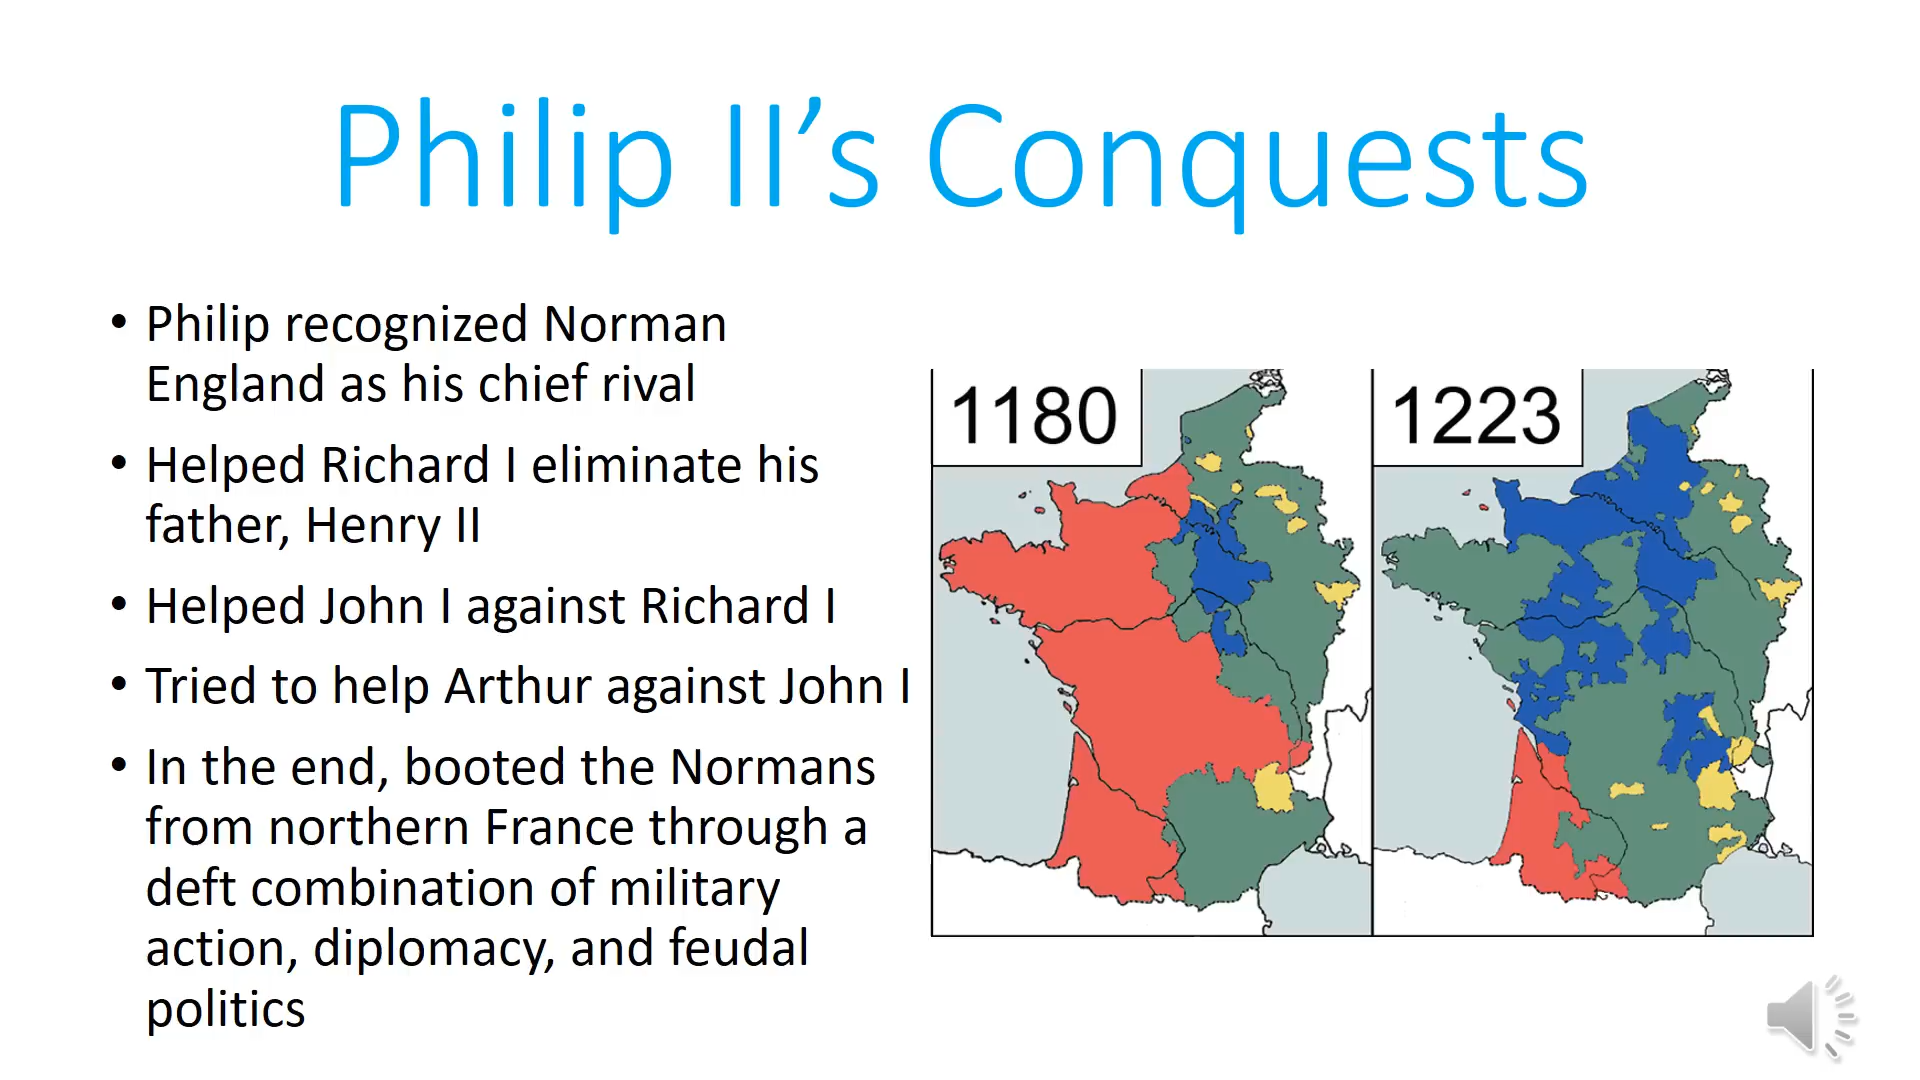 Philip II’s Conquests
• Philip recognized Norman
England as his chief rival
• Helped Richard I eliminate his
father, Henry II
• Helped John I against Richard I
• Tried to help Arthur against John I
• In the end, booted the Normans
from northern France through a
deft combination of military
action, diplomacy, and feudal
politics
1180
1223